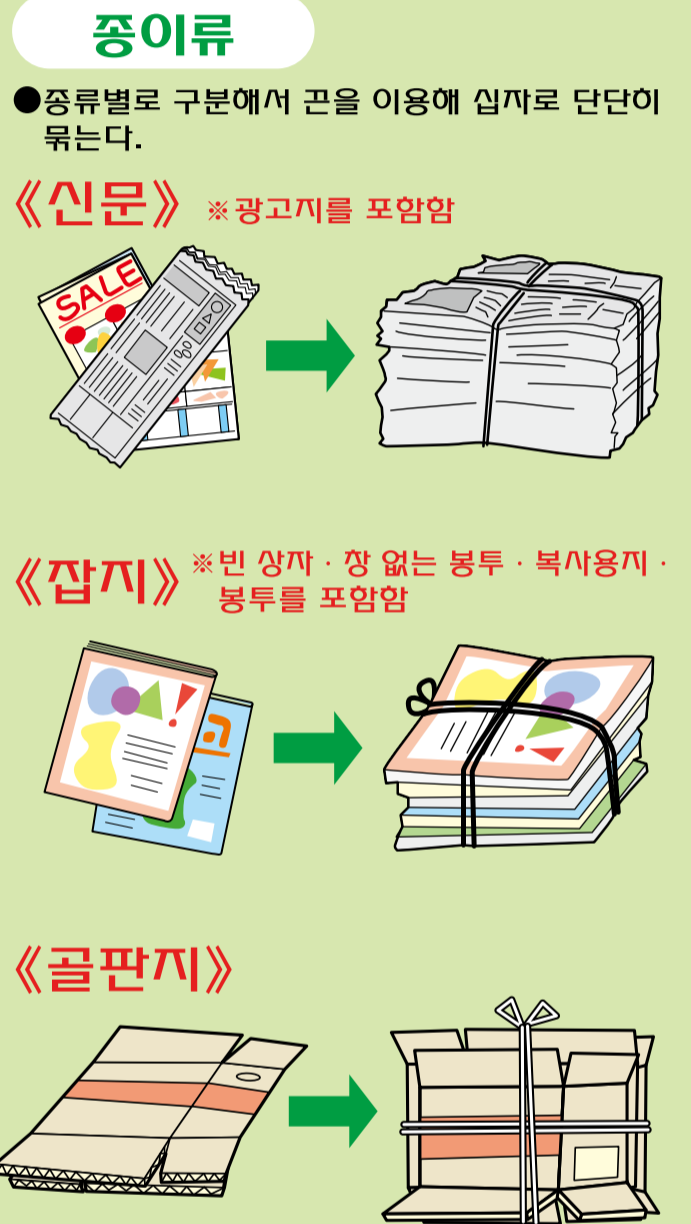 종이류
●종류별로 구분해서 끈을 이용해 십자로 단단히
묶는다.
《신문》 ※광고지를 포함함
SALE
《잡지》 ※빈 상자·창 없는 봉투·복사용지·
봉투를 포함함
《골판지》